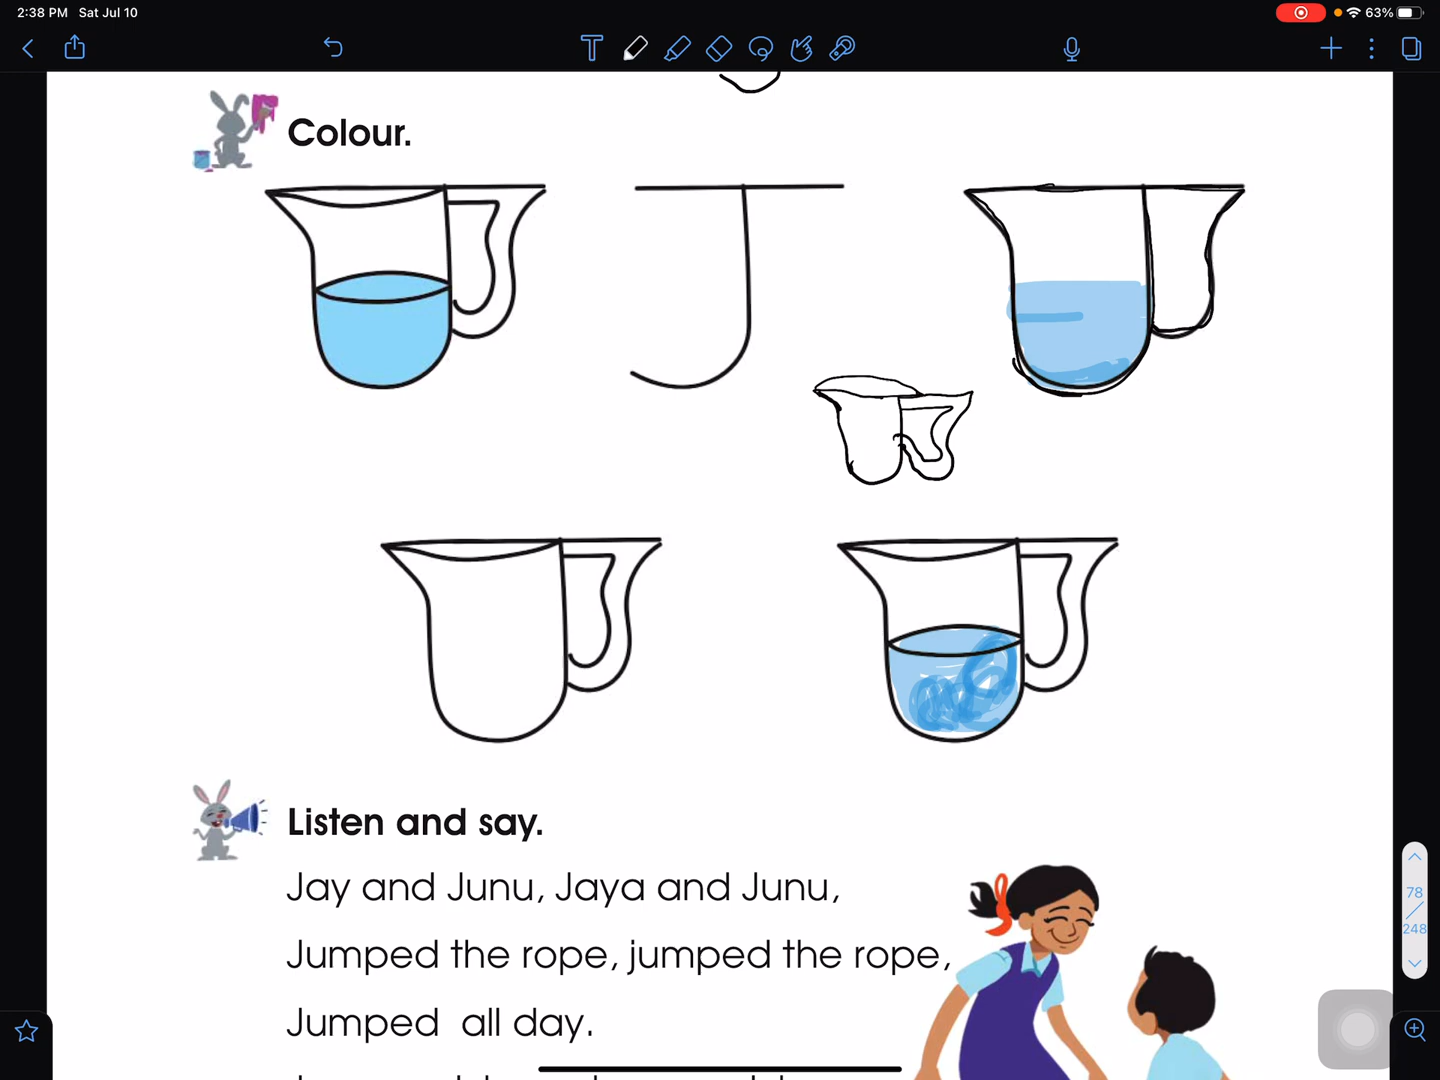 2:38 PM Sat Jul 10
63%
Colour.
Listen and say.
Jay and Junu, Jaya and Junu,
Jumped the rope, jumped the rope,
Jumped all day.
78
248